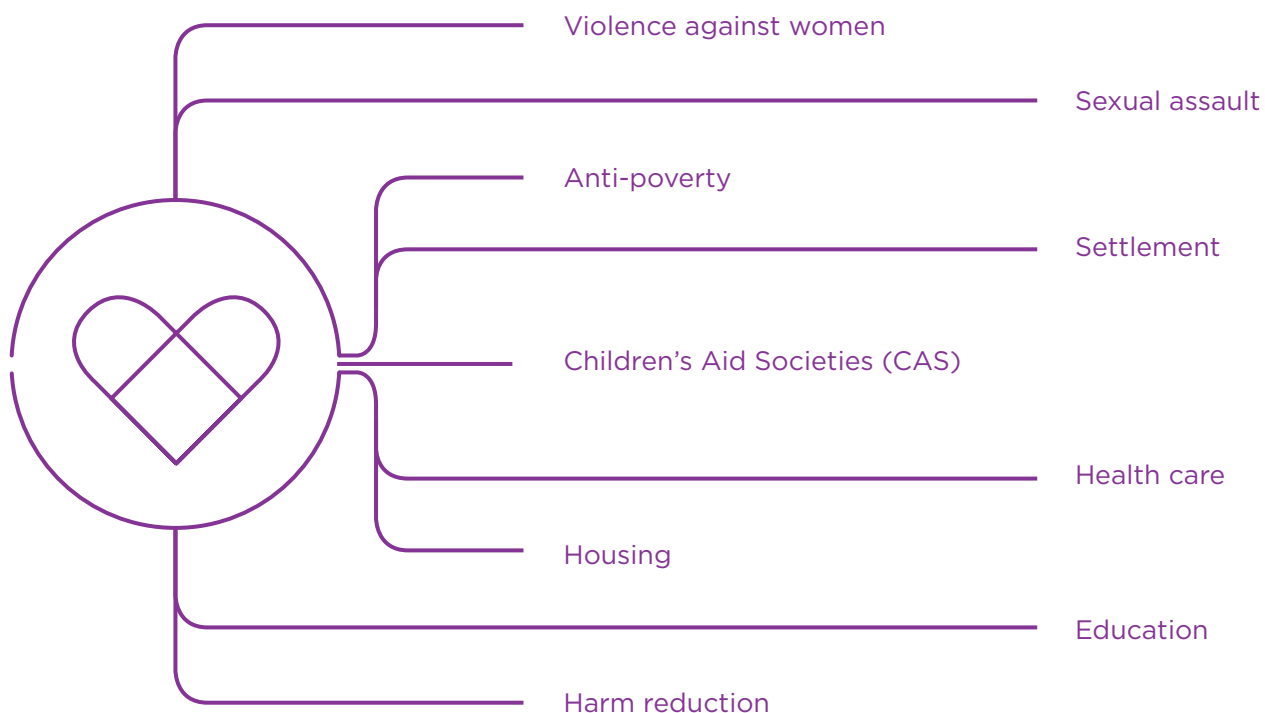 Violence against women
Sexual assault
Anti-poverty
Settlement
Children’s Aid Societies (CAS)
Health care
Housing
Education
Harm reduction